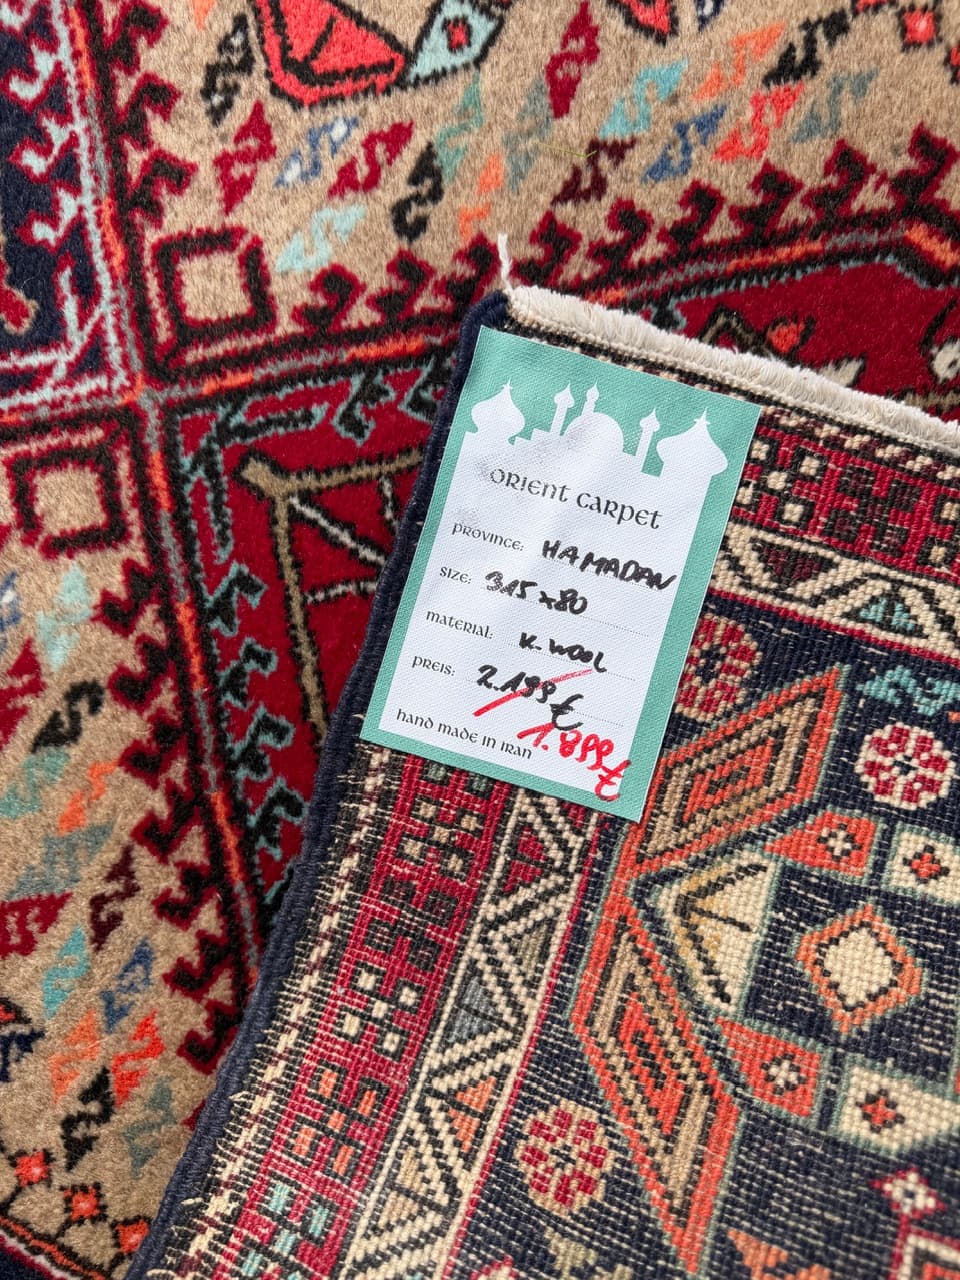 ORIENT CARPET
PROVINCE: HAMADAN
SIZE: 315 x 80
MATERIAL: K. WOOL
PREIS: 2.199 €
1.899 €
HAND MADE IN IRAN